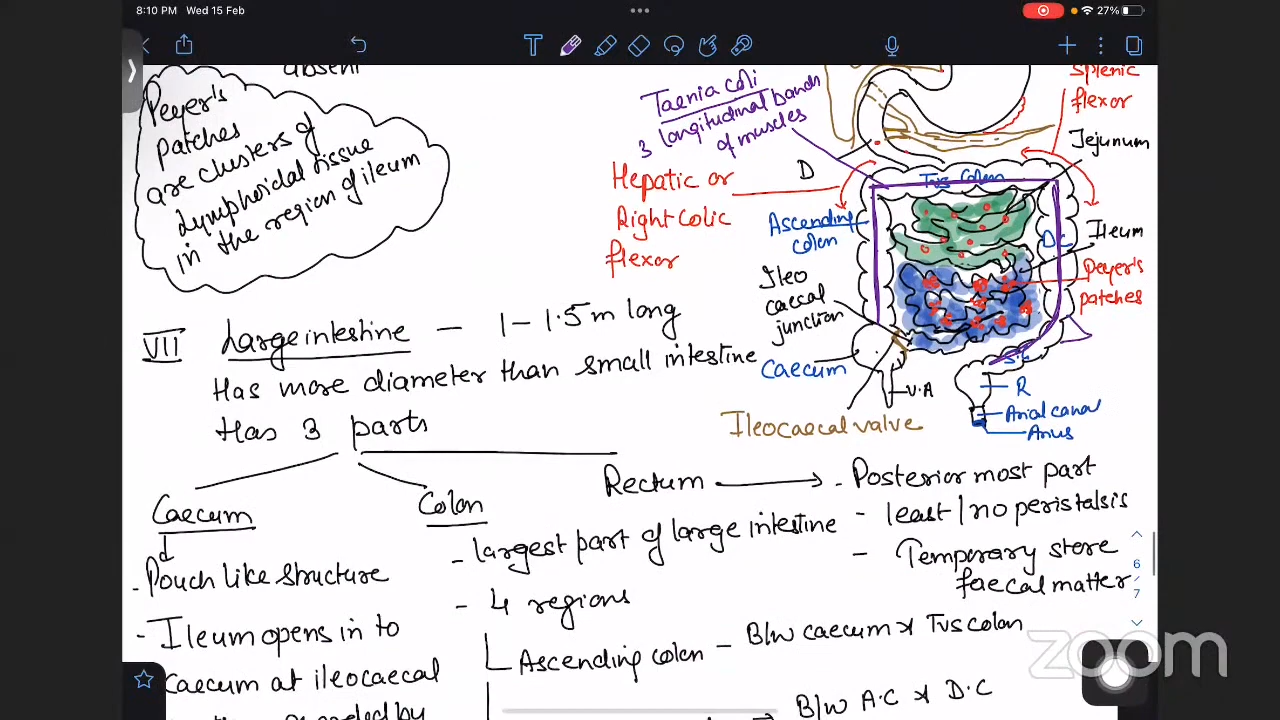 8:10 PM Wed 15 Feb
27%
absent
Peyer's
patches
are clusters of
Lymphoidal tissue
in the region of ileum
Taenia coli
3 longitudinal bands
of muscles
Splenic
flexor
Jejunum
Hepatic or
Right colic
flexor
D
Tvs Colon
Ascending
colon
D.c
Ileum
Peyer's
patches
Ileo
caecal
junction
Caecum
V.A
S.c
R
Anal canal
Anus
Ileocaecal valve
VII Large intestine — 1 – 1.5 m long
Has more diameter than small intestine
Has 3 parts
Caecum
- Pouch like structure
- Ileum opens in to
caecum at ileocaecal
Colon
- largest part of large intestine
- 4 regions
Ascending colon – B/w caecum & Tvs colon
B/w A.C & D.C
Rectum → - Posterior most part
- least / no peristalsis
- Temporary store
faecal matter
6
7
zoom